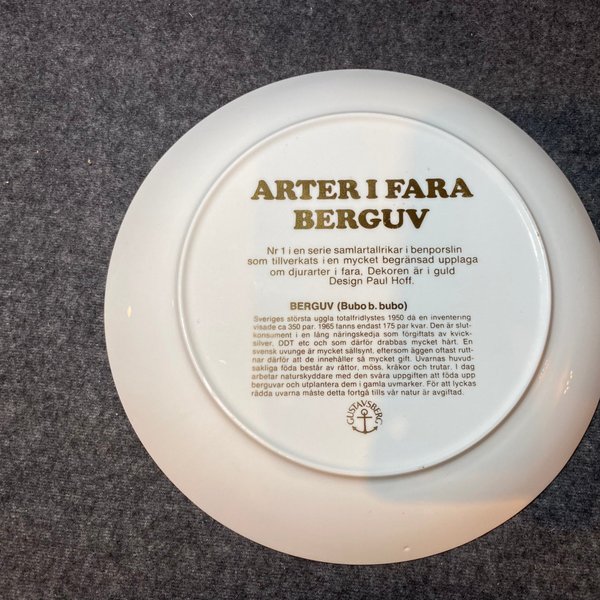 ARTER I FARA
BERGUV
Nr 1 i en serie samlartallrikar i benporslin
som tillverkats i en mycket begränsad upplaga
om djurarter i fara, Dekoren är i guld
Design Paul Hoff.
BERGUV (Bubo b. bubo)
Sveriges största uggla totalfridlystes 1950 då en inventering
visade ca 350 par. 1965 fanns endast 175 par kvar. Den är slut-
konsument i en lång näringskedja som förgiftats av kvick-
silver, DDT etc och som därför drabbas mycket hårt. En
svensk uvunge är mycket sällsynt, eftersom äggen oftast rutt-
nar därför att de innehåller så mycket gift. Uvarnas huvud-
sakliga föda består av råttor, möss, kråkor och trutar. I dag
arbetar naturskyddare med den svåra uppgiften att föda upp
berguvar och utplantera dem i gamla uvmarker. För att lyckas
rädda uvarna måste detta fortgå tills vår natur är avgiftad.
GUSTAVSBERG